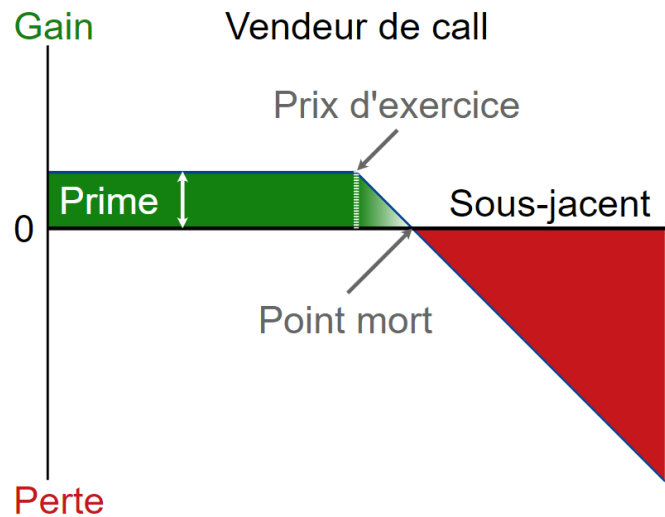 Gain
Vendeur de call
Prix d'exercice
Prime
Sous-jacent
0
Point mort
Perte